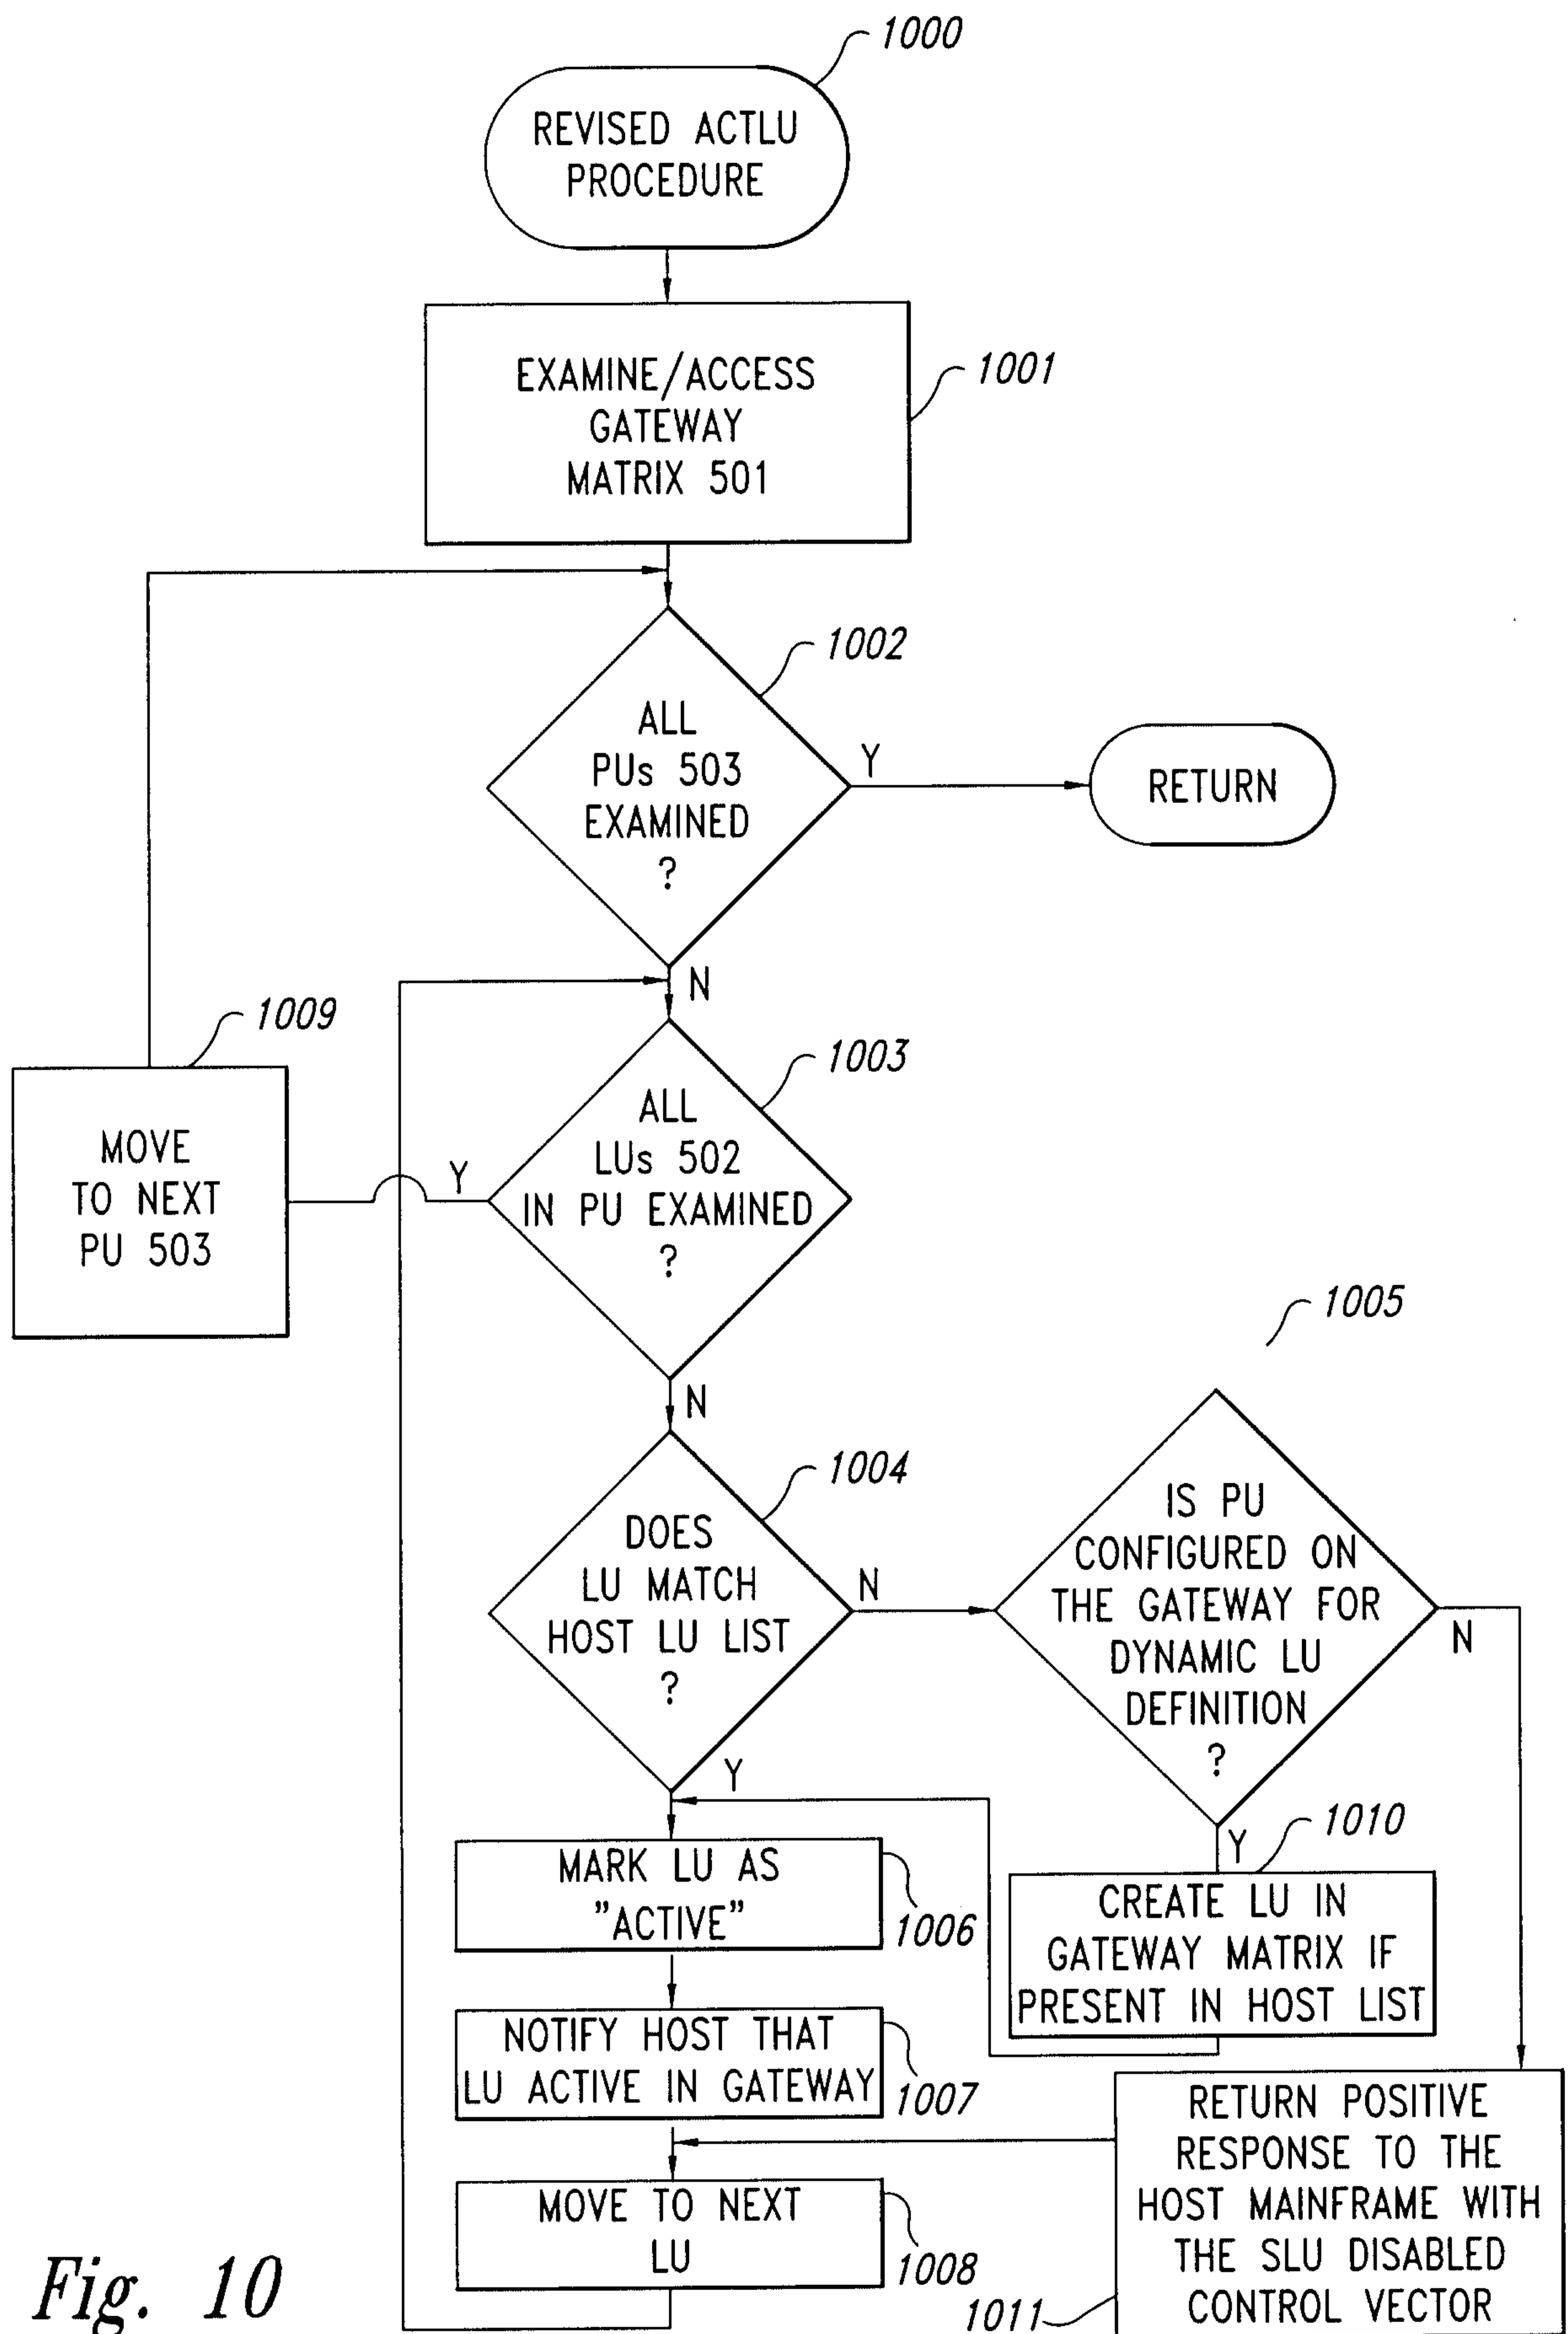 1000
REVISED ACTLU
PROCEDURE
EXAMINE/ACCESS
GATEWAY
MATRIX 501
1001
1002
ALL
PUs 503
EXAMINED
?
Y
RETURN
N
1009
MOVE
TO NEXT
PU 503
1003
ALL
LUs 502
IN PU EXAMINED
?
Y
N
1004
DOES
LU MATCH
HOST LU LIST
?
N
Y
1005
IS PU
CONFIGURED ON
THE GATEWAY FOR
DYNAMIC LU
DEFINITION
?
N
Y
1010
CREATE LU IN
GATEWAY MATRIX IF
PRESENT IN HOST LIST
MARK LU AS
"ACTIVE"
1006
NOTIFY HOST THAT
LU ACTIVE IN GATEWAY
1007
MOVE TO NEXT
LU
1008
RETURN POSITIVE
RESPONSE TO THE
HOST MAINFRAME WITH
THE SLU DISABLED
CONTROL VECTOR
1011
Fig. 10